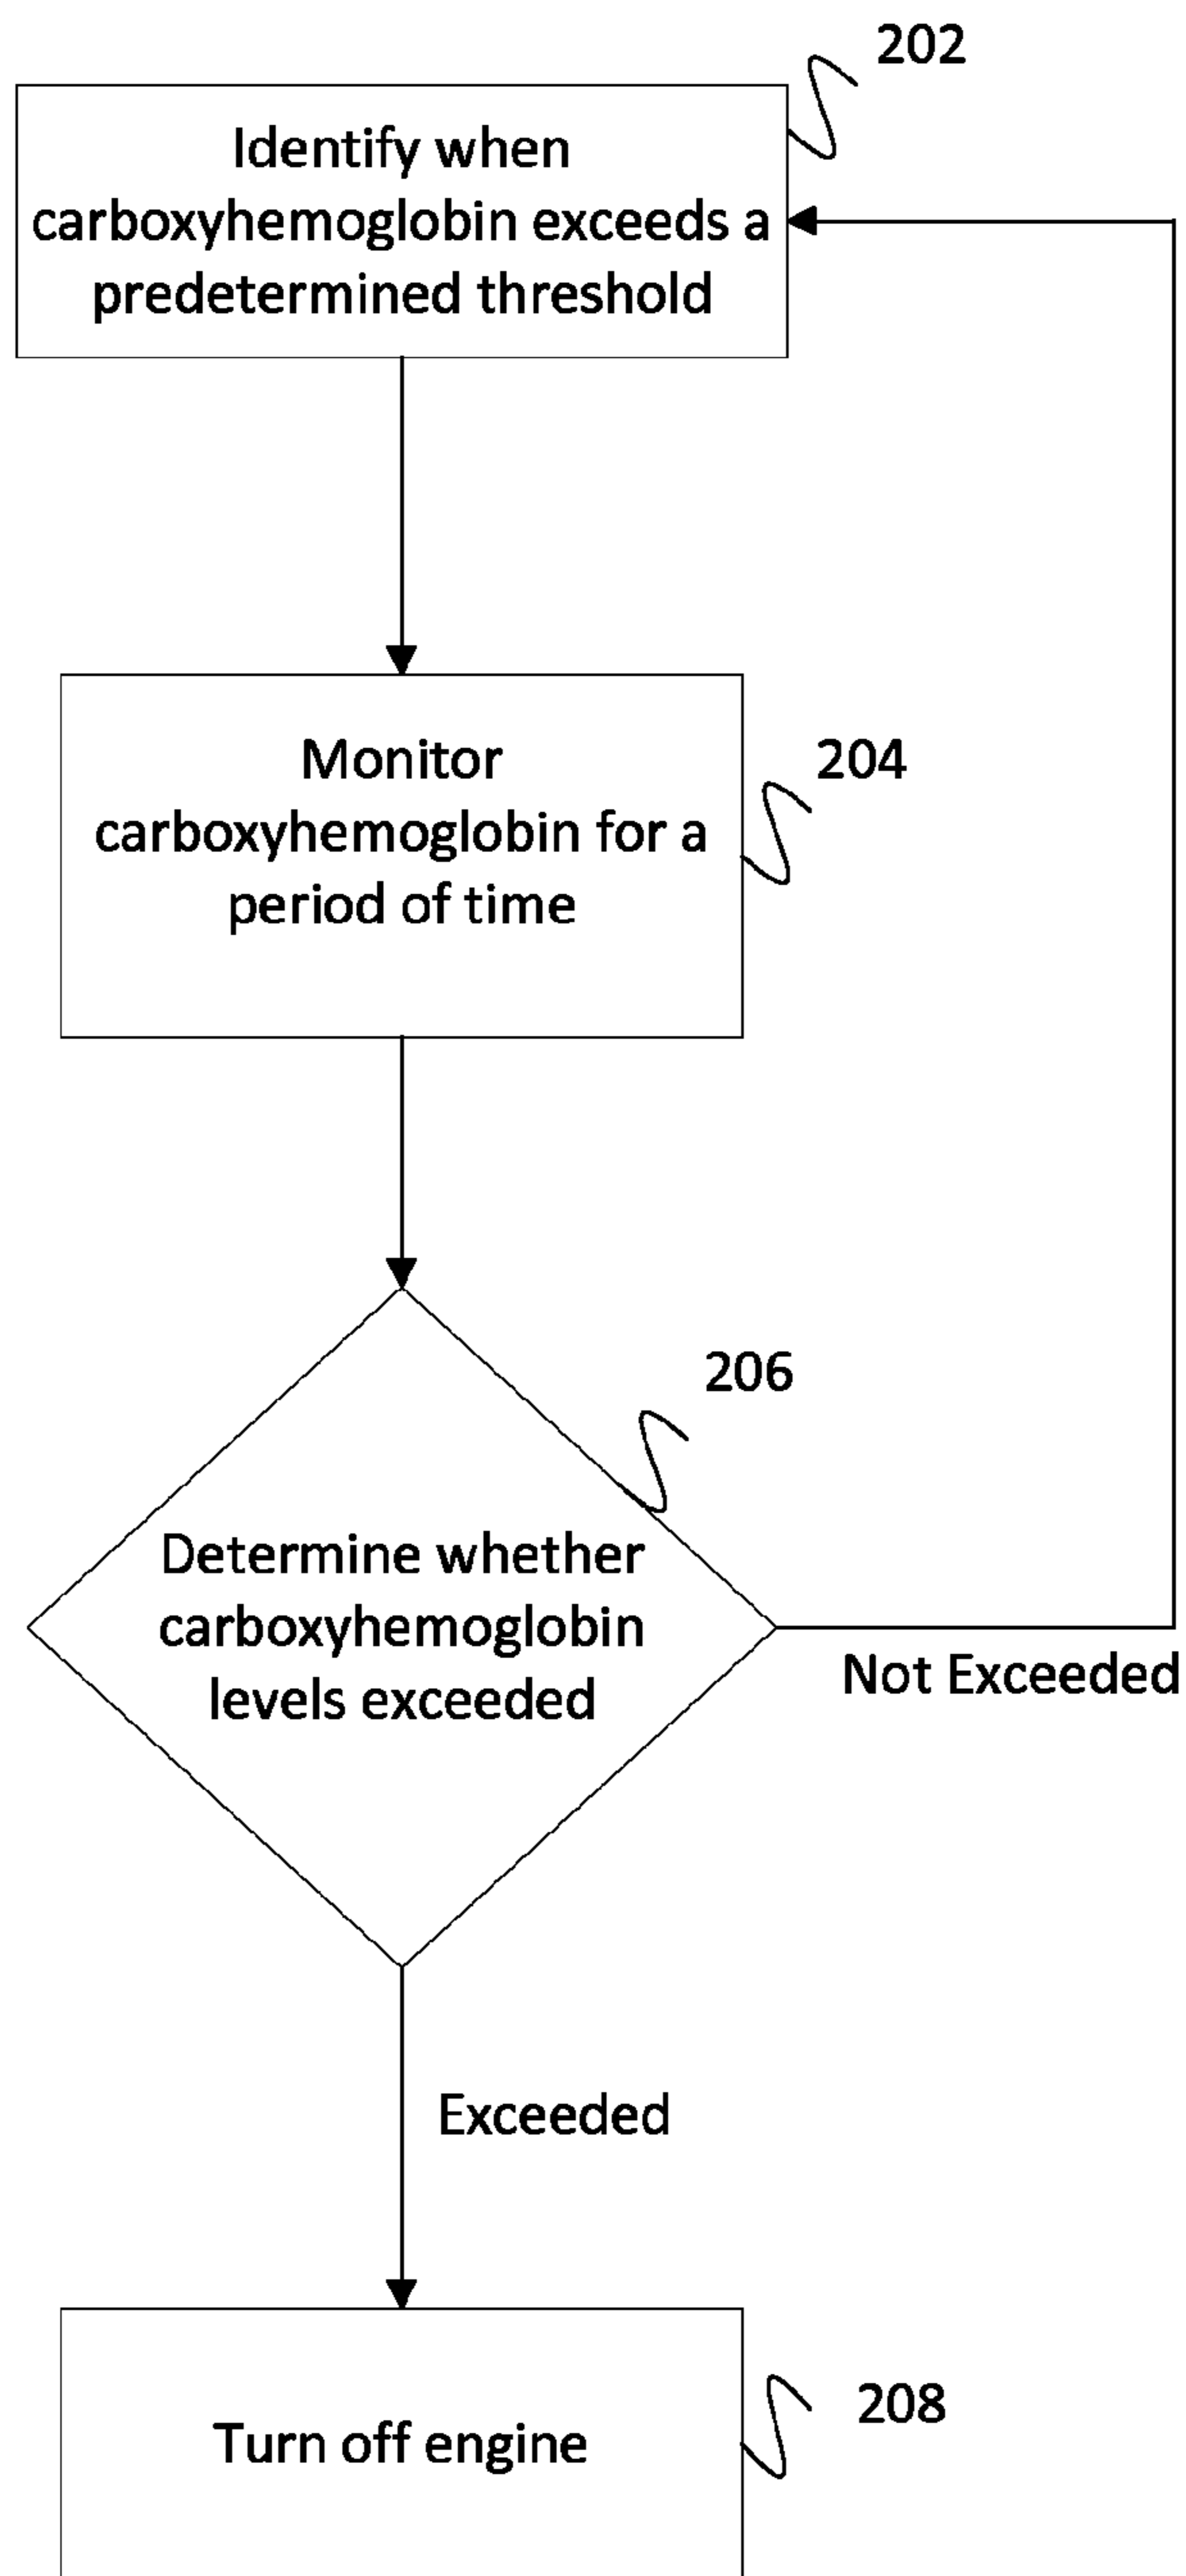 202
Identify when
carboxyhemoglobin exceeds a
predetermined threshold
Monitor
carboxyhemoglobin for a
period of time
204
206
Determine whether
carboxyhemoglobin
levels exceeded
Not Exceeded
Exceeded
208
Turn off engine